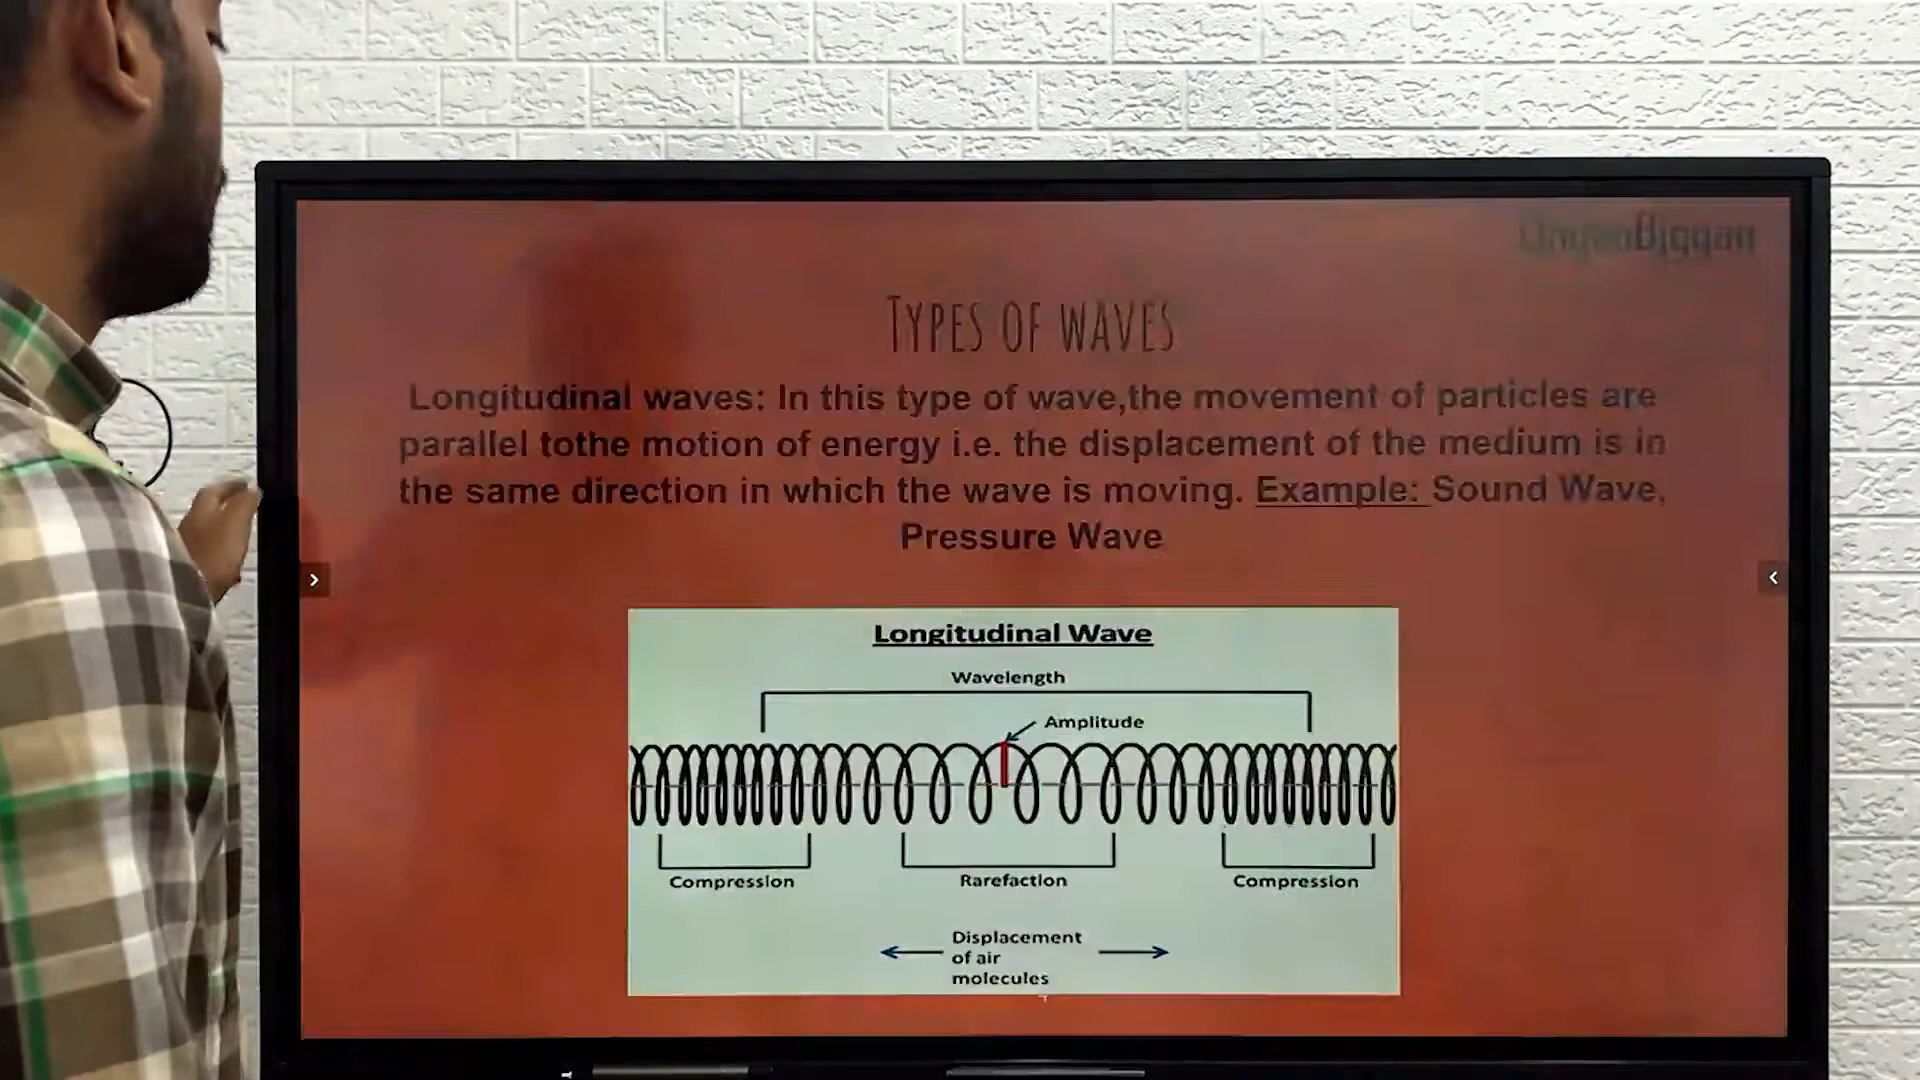 TYPES OF WAVES
Longitudinal waves: In this type of wave,the movement of particles are
parallel tothe motion of energy i.e. the displacement of the medium is in
the same direction in which the wave is moving. Example: Sound Wave,
Pressure Wave
Longitudinal Wave
Wavelength
Amplitude
Compression Rarefaction Compression
Displacement
of air
molecules